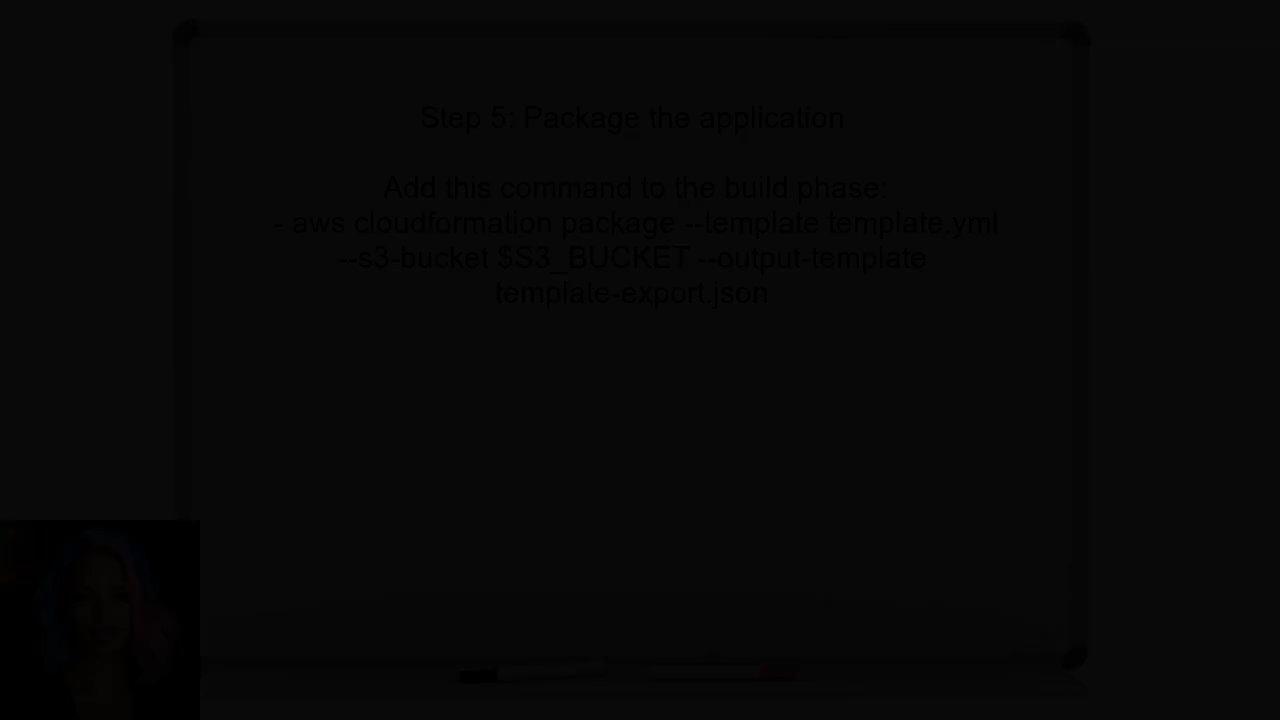 Step 5: Package the application
Add this command to the build phase:
- aws cloudformation package --template template.yml
--s3-bucket $S3_BUCKET --output-template
template-export.json